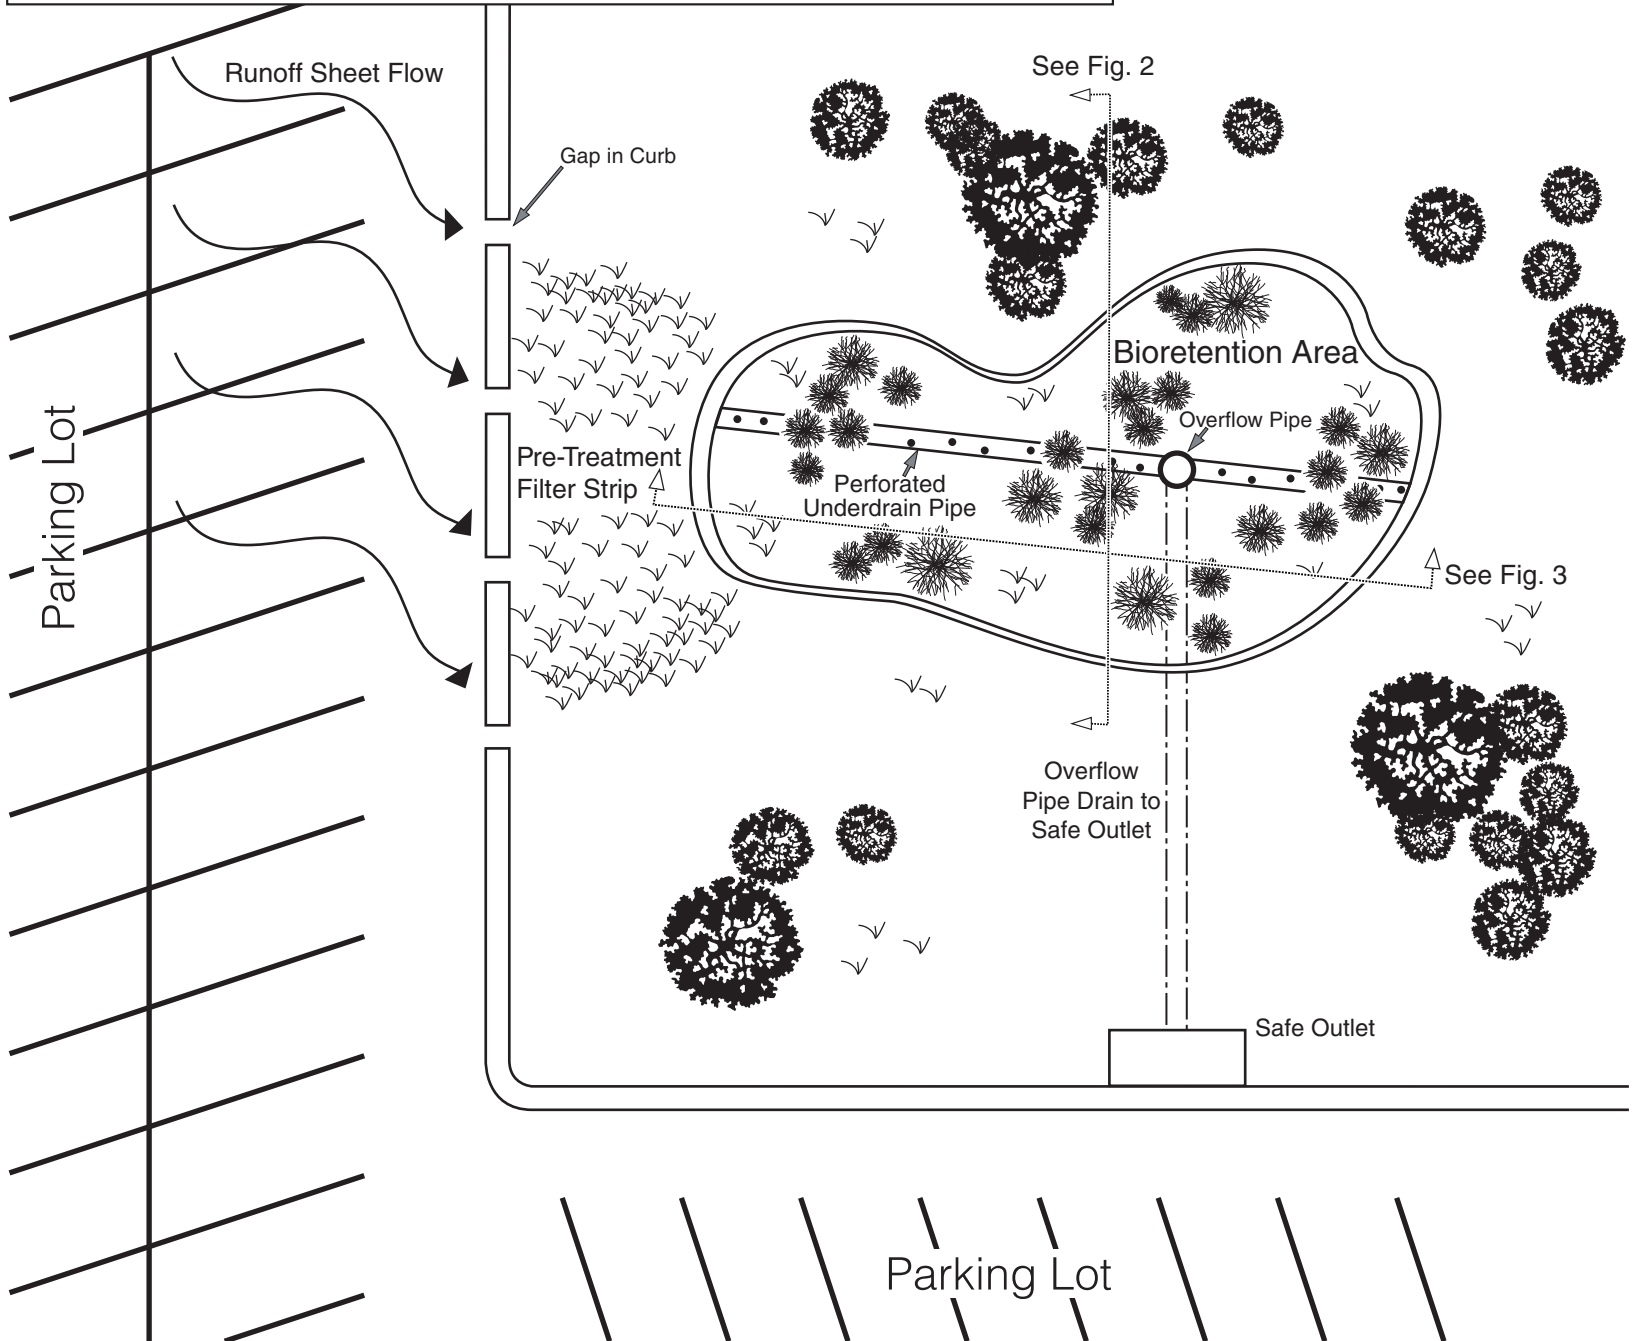 See Fig. 2
Runoff Sheet Flow
Gap in Curb
Bioretention Area
Overflow Pipe
Pre-Treatment
Filter Strip
Perforated
Underdrain Pipe
Parking Lot
See Fig. 3
Overflow
Pipe Drain to
Safe Outlet
Safe Outlet
Parking Lot